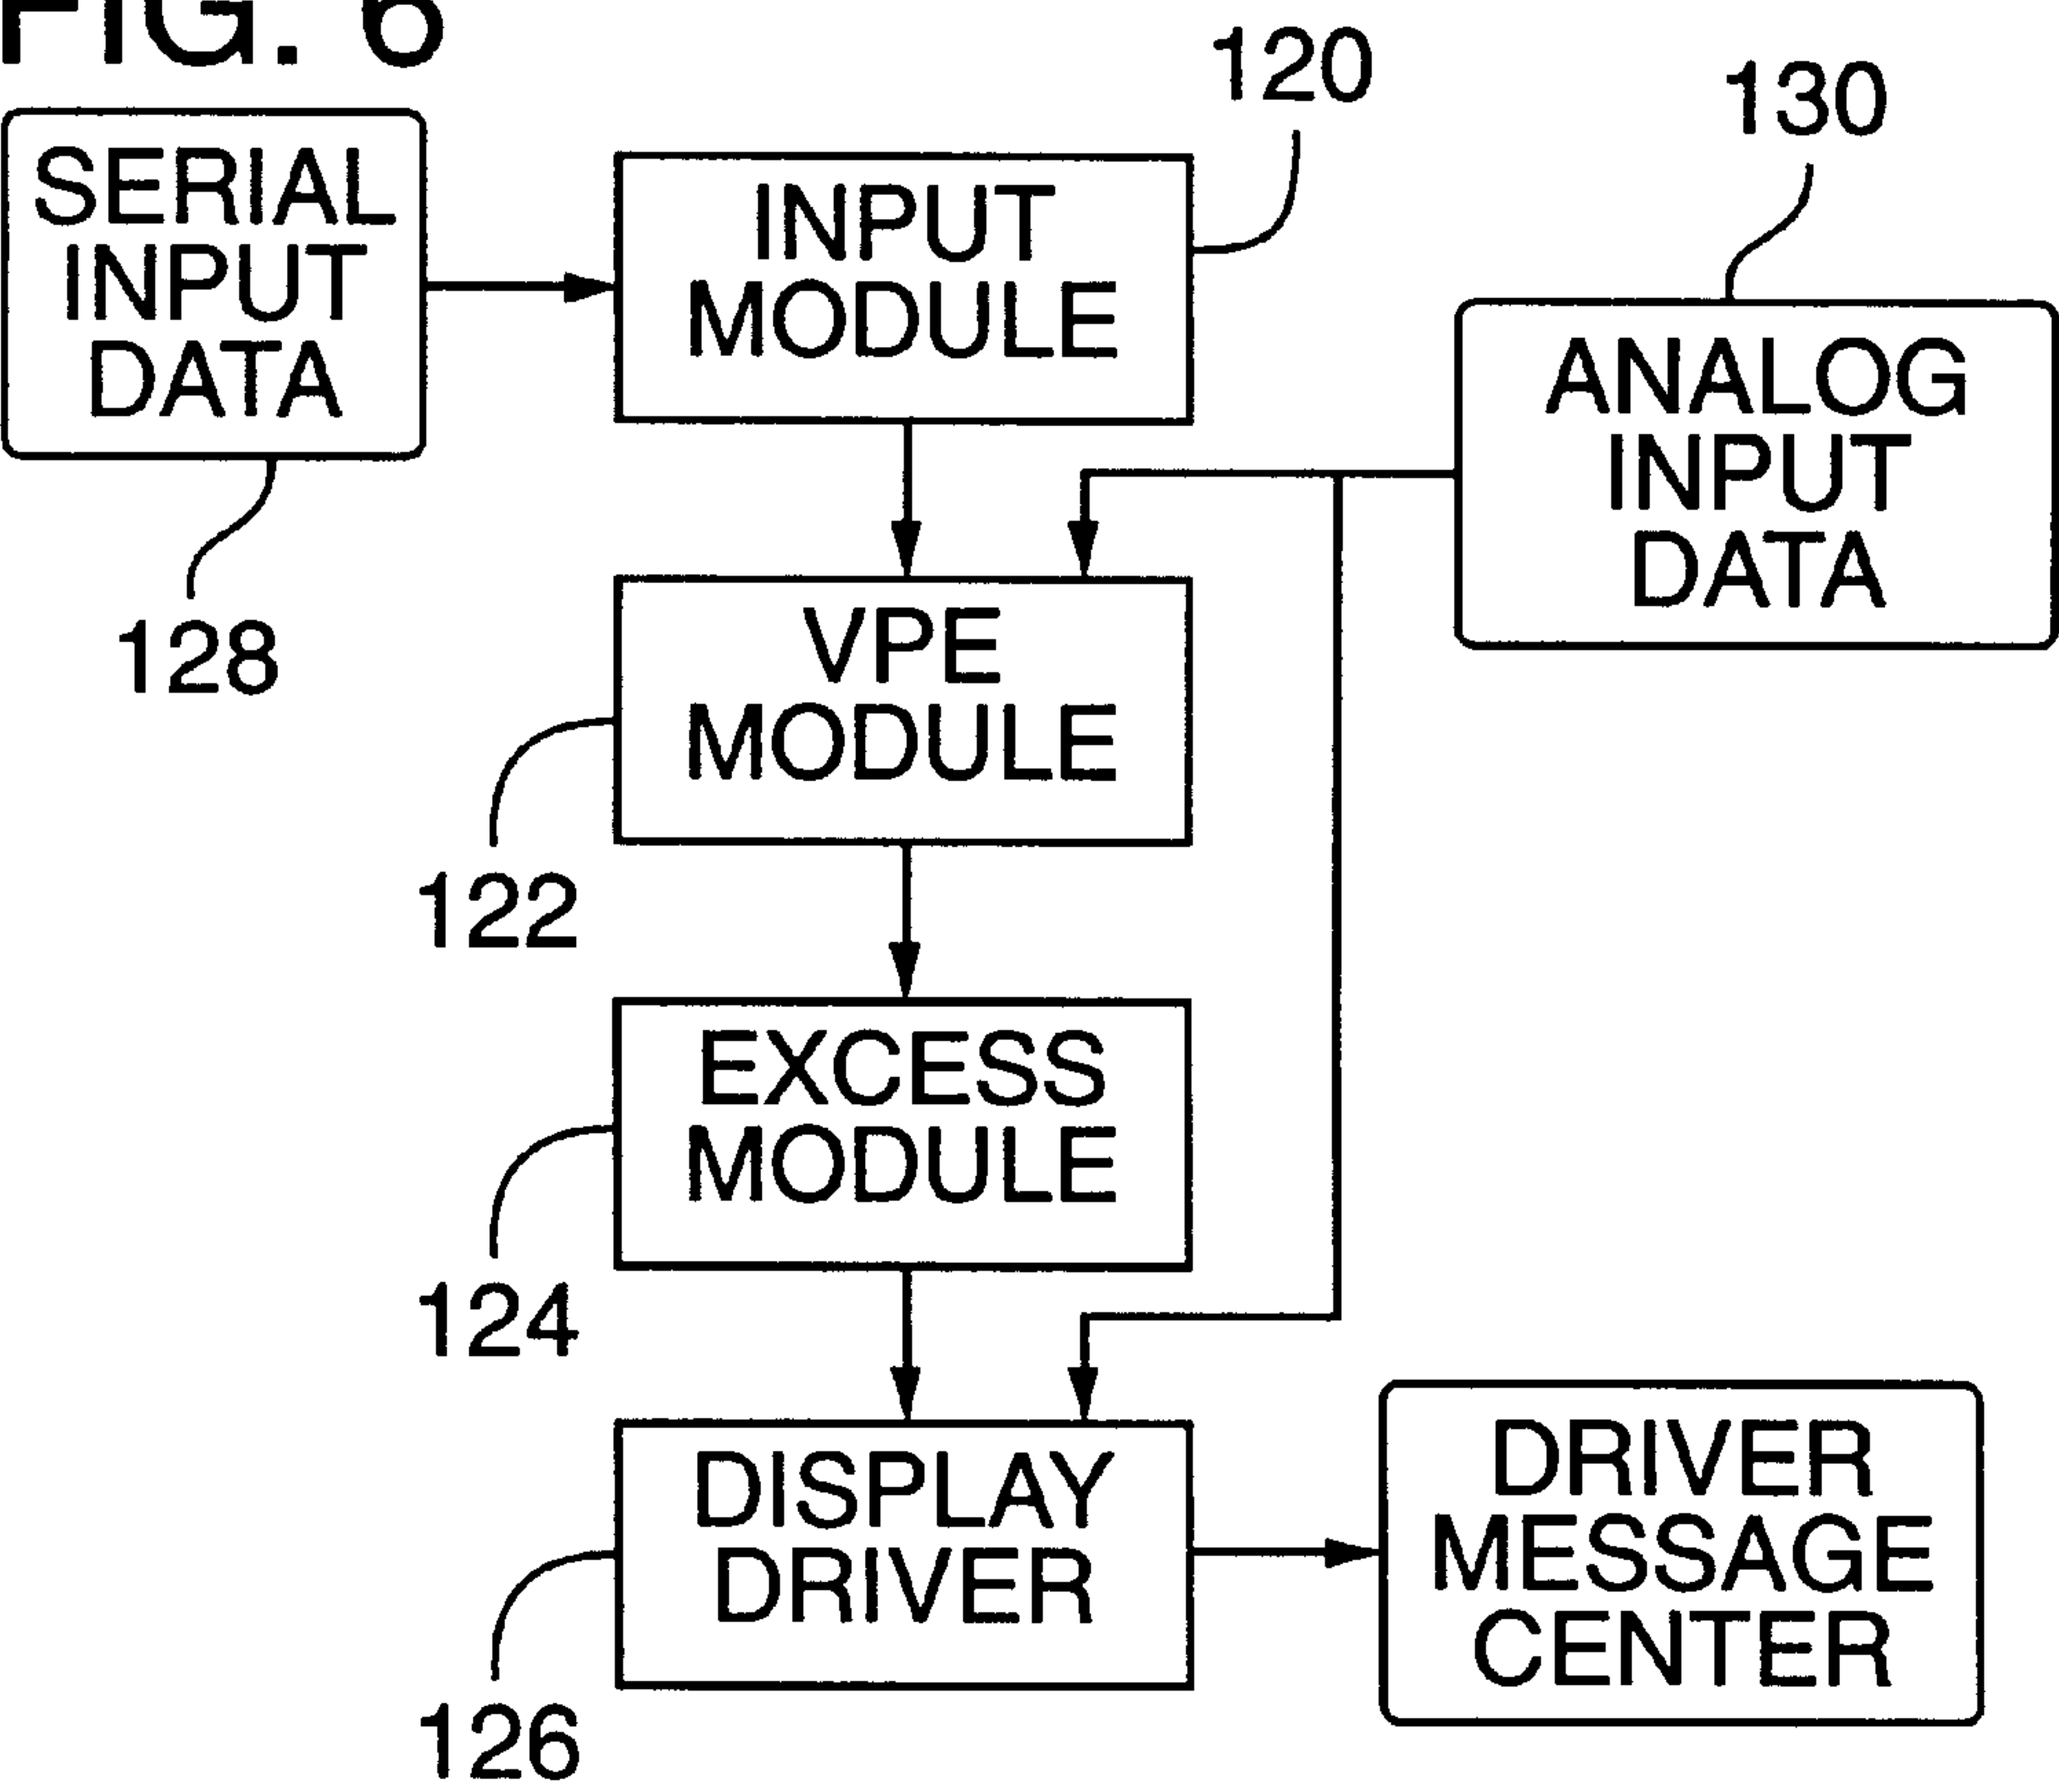 FIG. 6
120
130
SERIAL
INPUT
DATA
INPUT
MODULE
ANALOG
INPUT
DATA
128
VPE
MODULE
122
EXCESS
MODULE
124
DISPLAY
DRIVER
DRIVER
MESSAGE
CENTER
126